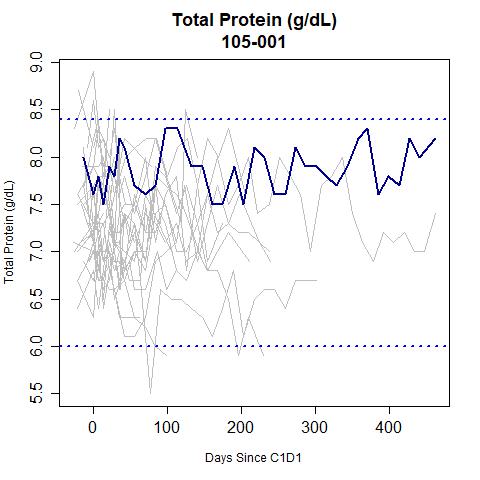 Total Protein (g/dL)
105-001
9.0
8.5
8.0
7.5
7.0
6.5
6.0
5.5
Total Protein (g/dL)
0 100 200 300 400
Days Since C1D1